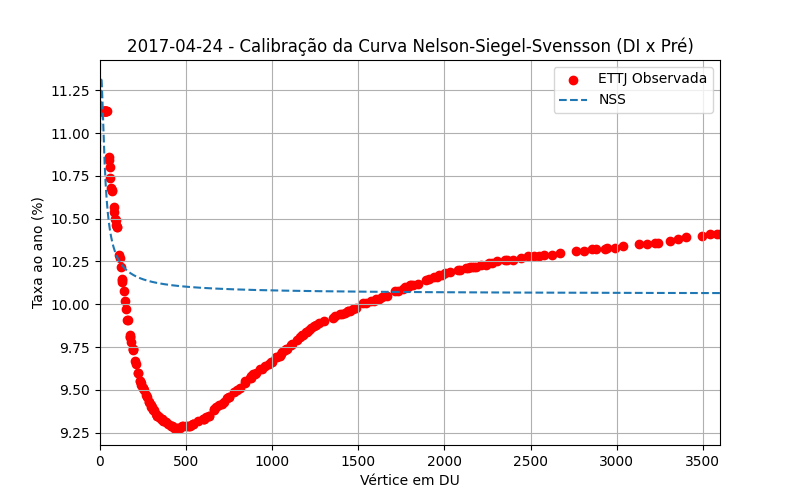 2017-04-24 - Calibração da Curva Nelson-Siegel-Svensson (DI x Pré)
ETTJ Observada
NSS
Taxa ao ano (%)
11.25
11.00
10.75
10.50
10.25
10.00
9.75
9.50
9.25
0 500 1000 1500 2000 2500 3000 3500
Vértice em DU